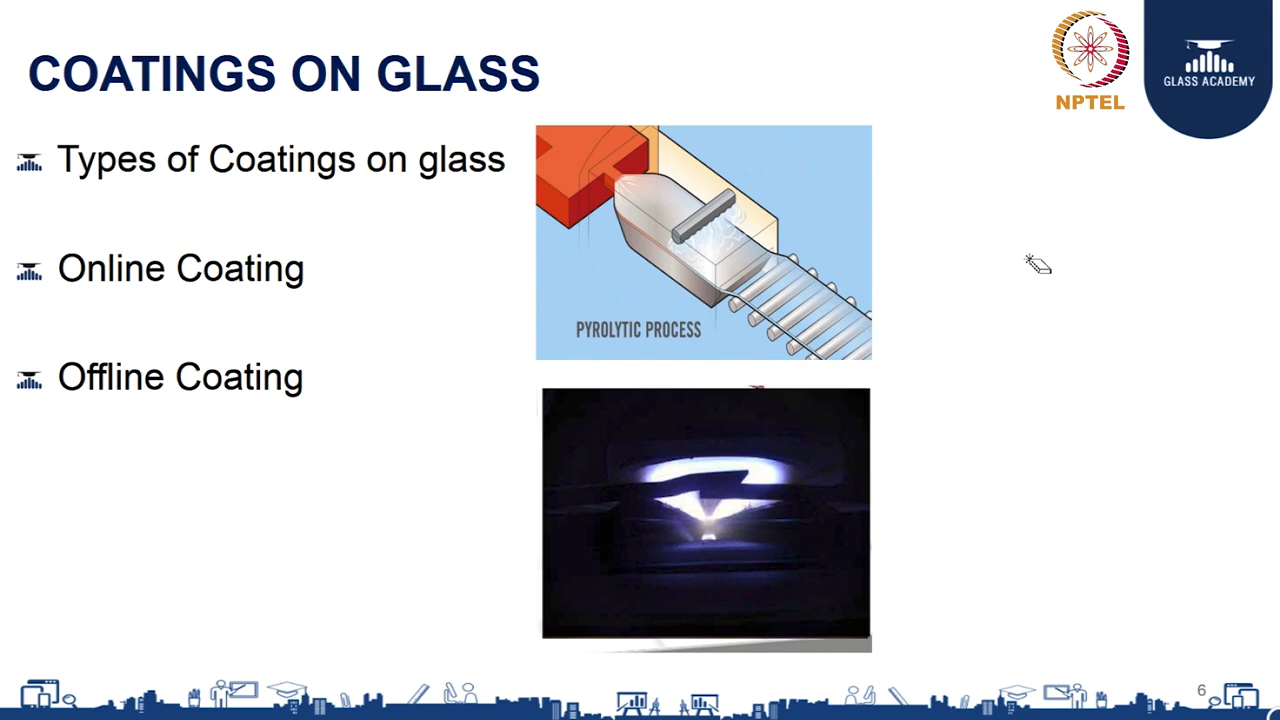 COATINGS ON GLASS
NPTEL
GLASS ACADEMY
Types of Coatings on glass
Online Coating
Offline Coating
PYROLYTIC PROCESS
6